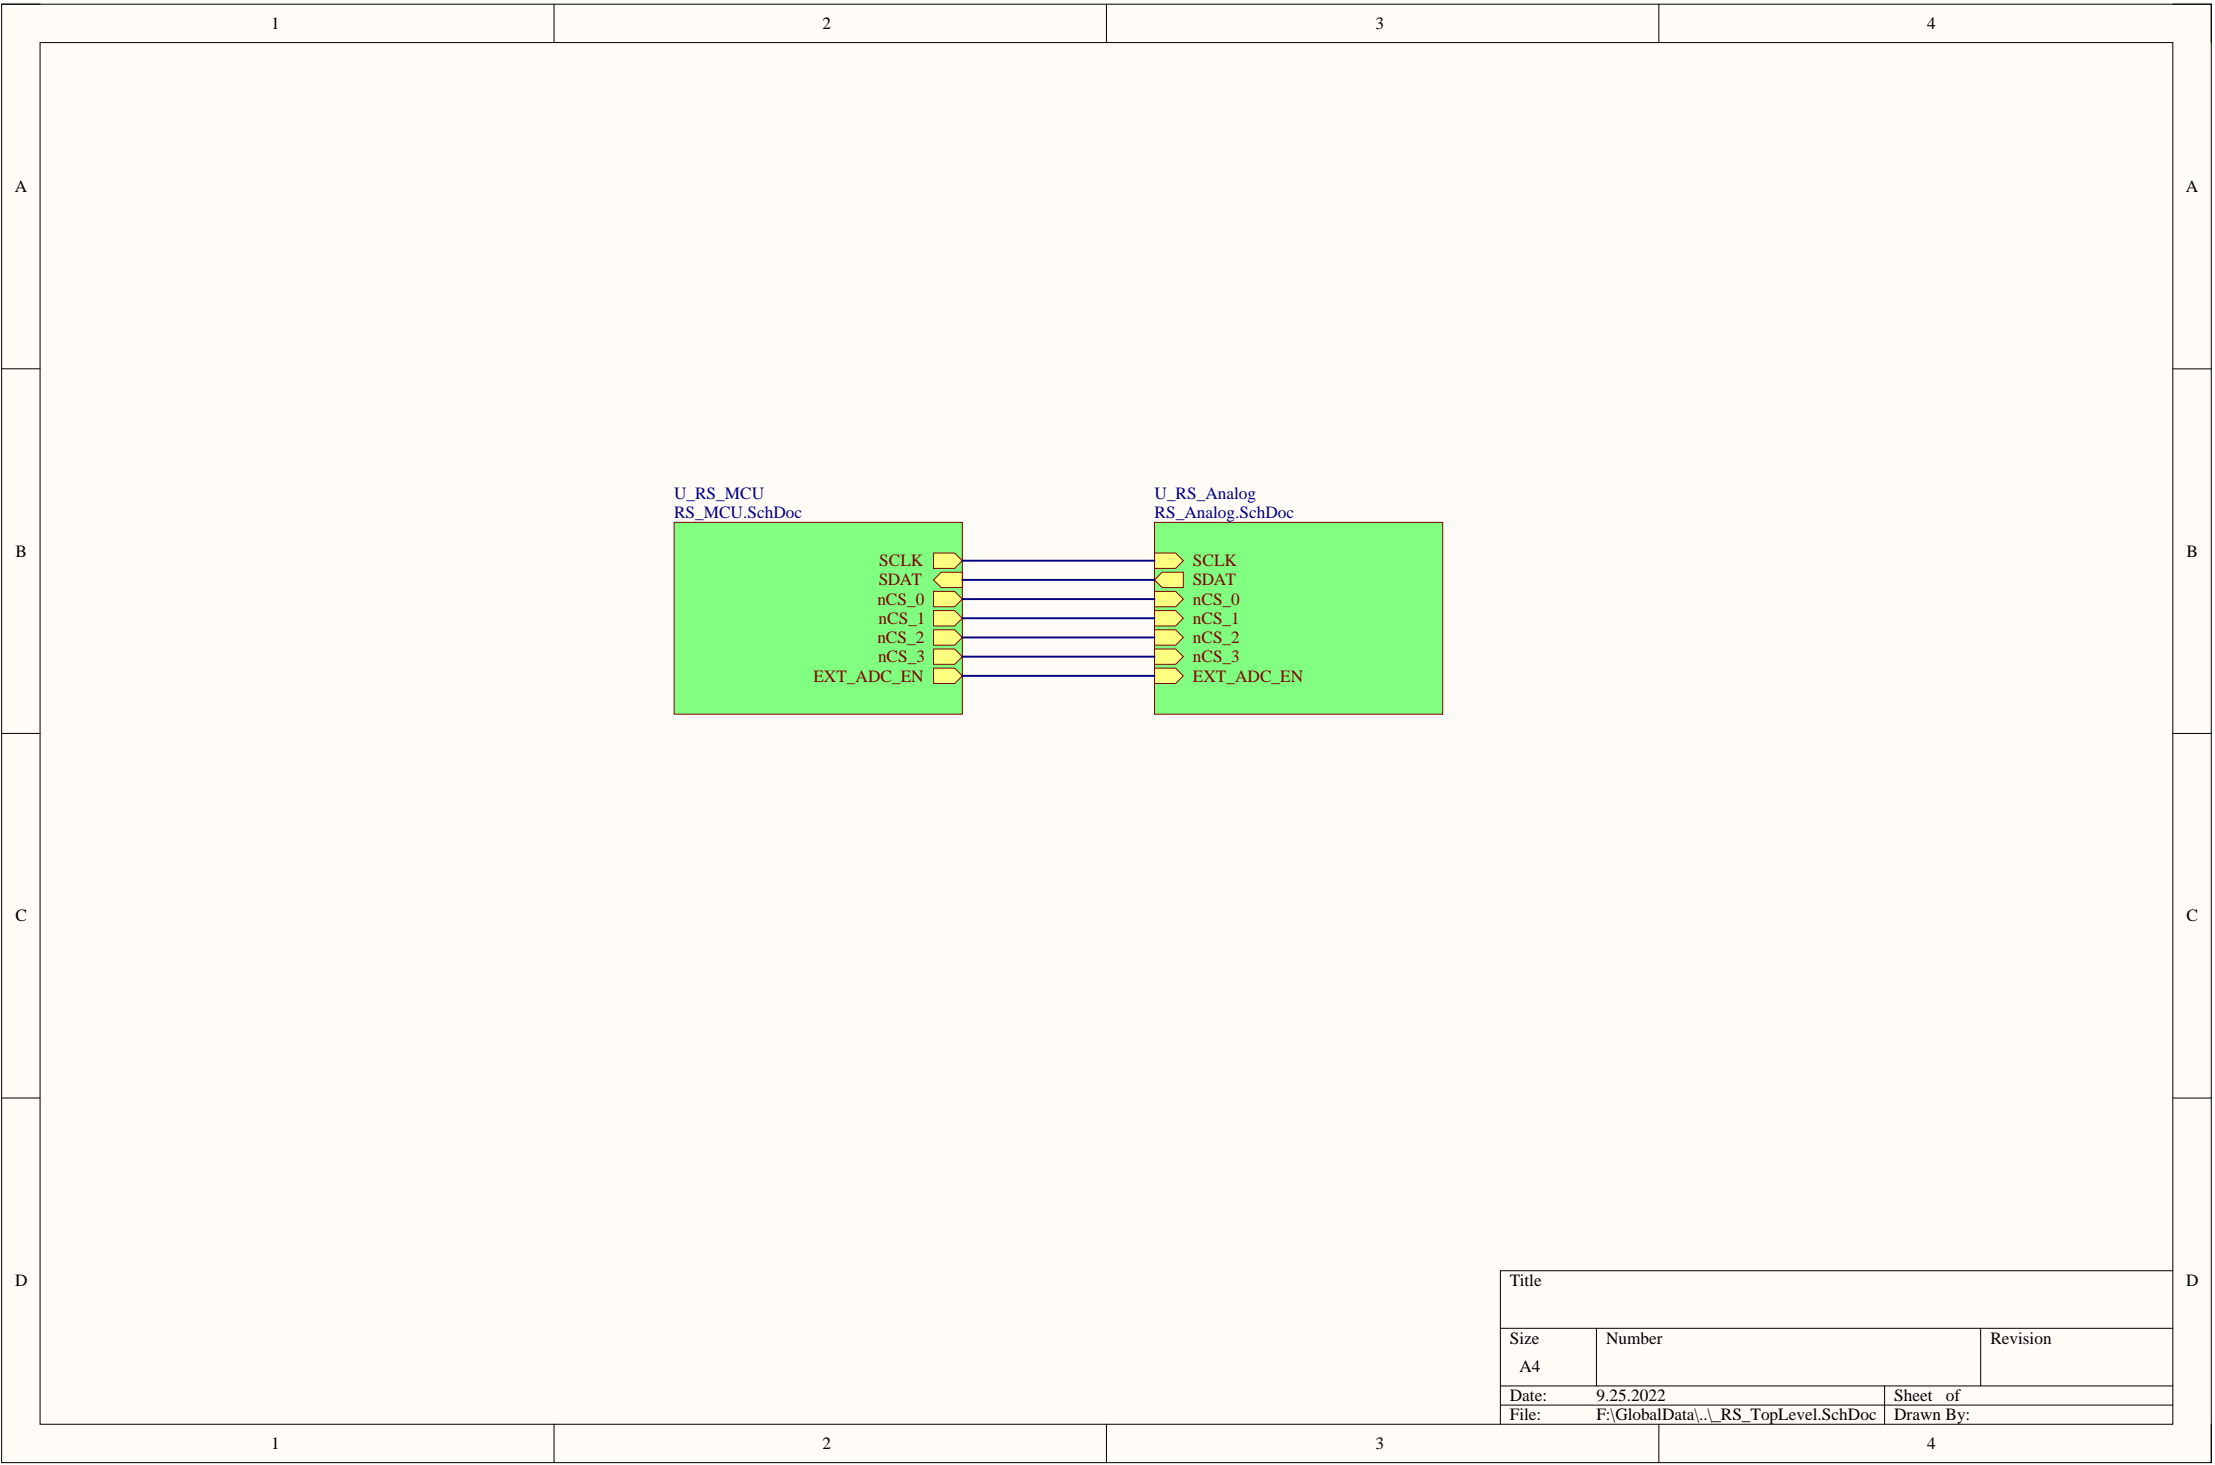 1 2 3 4
A A
U_RS_MCU
RS_MCU.SchDoc
U_RS_Analog
RS_Analog.SchDoc
B B
SCLK SCLK
SDAT SDAT
nCS_0 nCS_0
nCS_1 nCS_1
nCS_2 nCS_2
nCS_3 nCS_3
EXT_ADC_EN EXT_ADC_EN
C C
D D
Title
Size Number Revision
A4
Date: 9.25.2022 Sheet of
File: F:\GlobalData\..\_RS_TopLevel.SchDoc Drawn By:
1 2 3 4